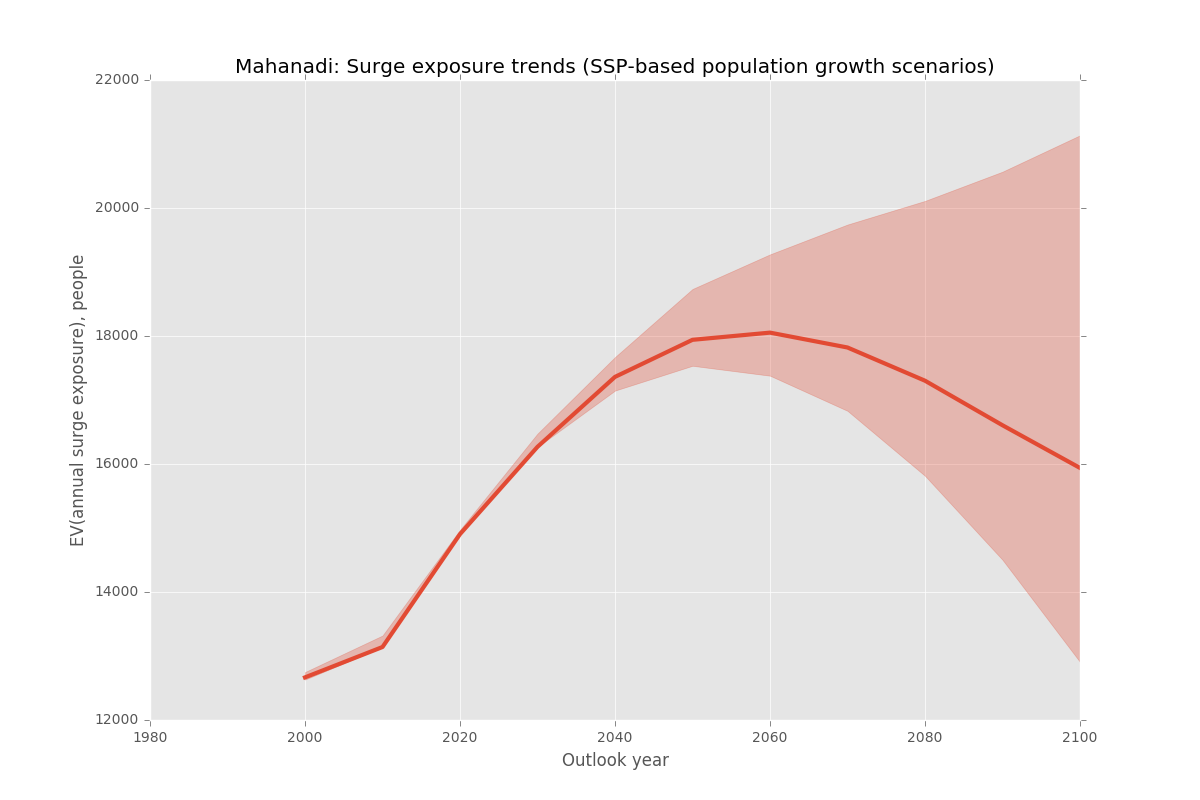 Mahanadi: Surge exposure trends (SSP-based population growth scenarios)
EV(annual surge exposure), people
22000
20000
18000
16000
14000
12000
1980 2000 2020 2040 2060 2080 2100
Outlook year